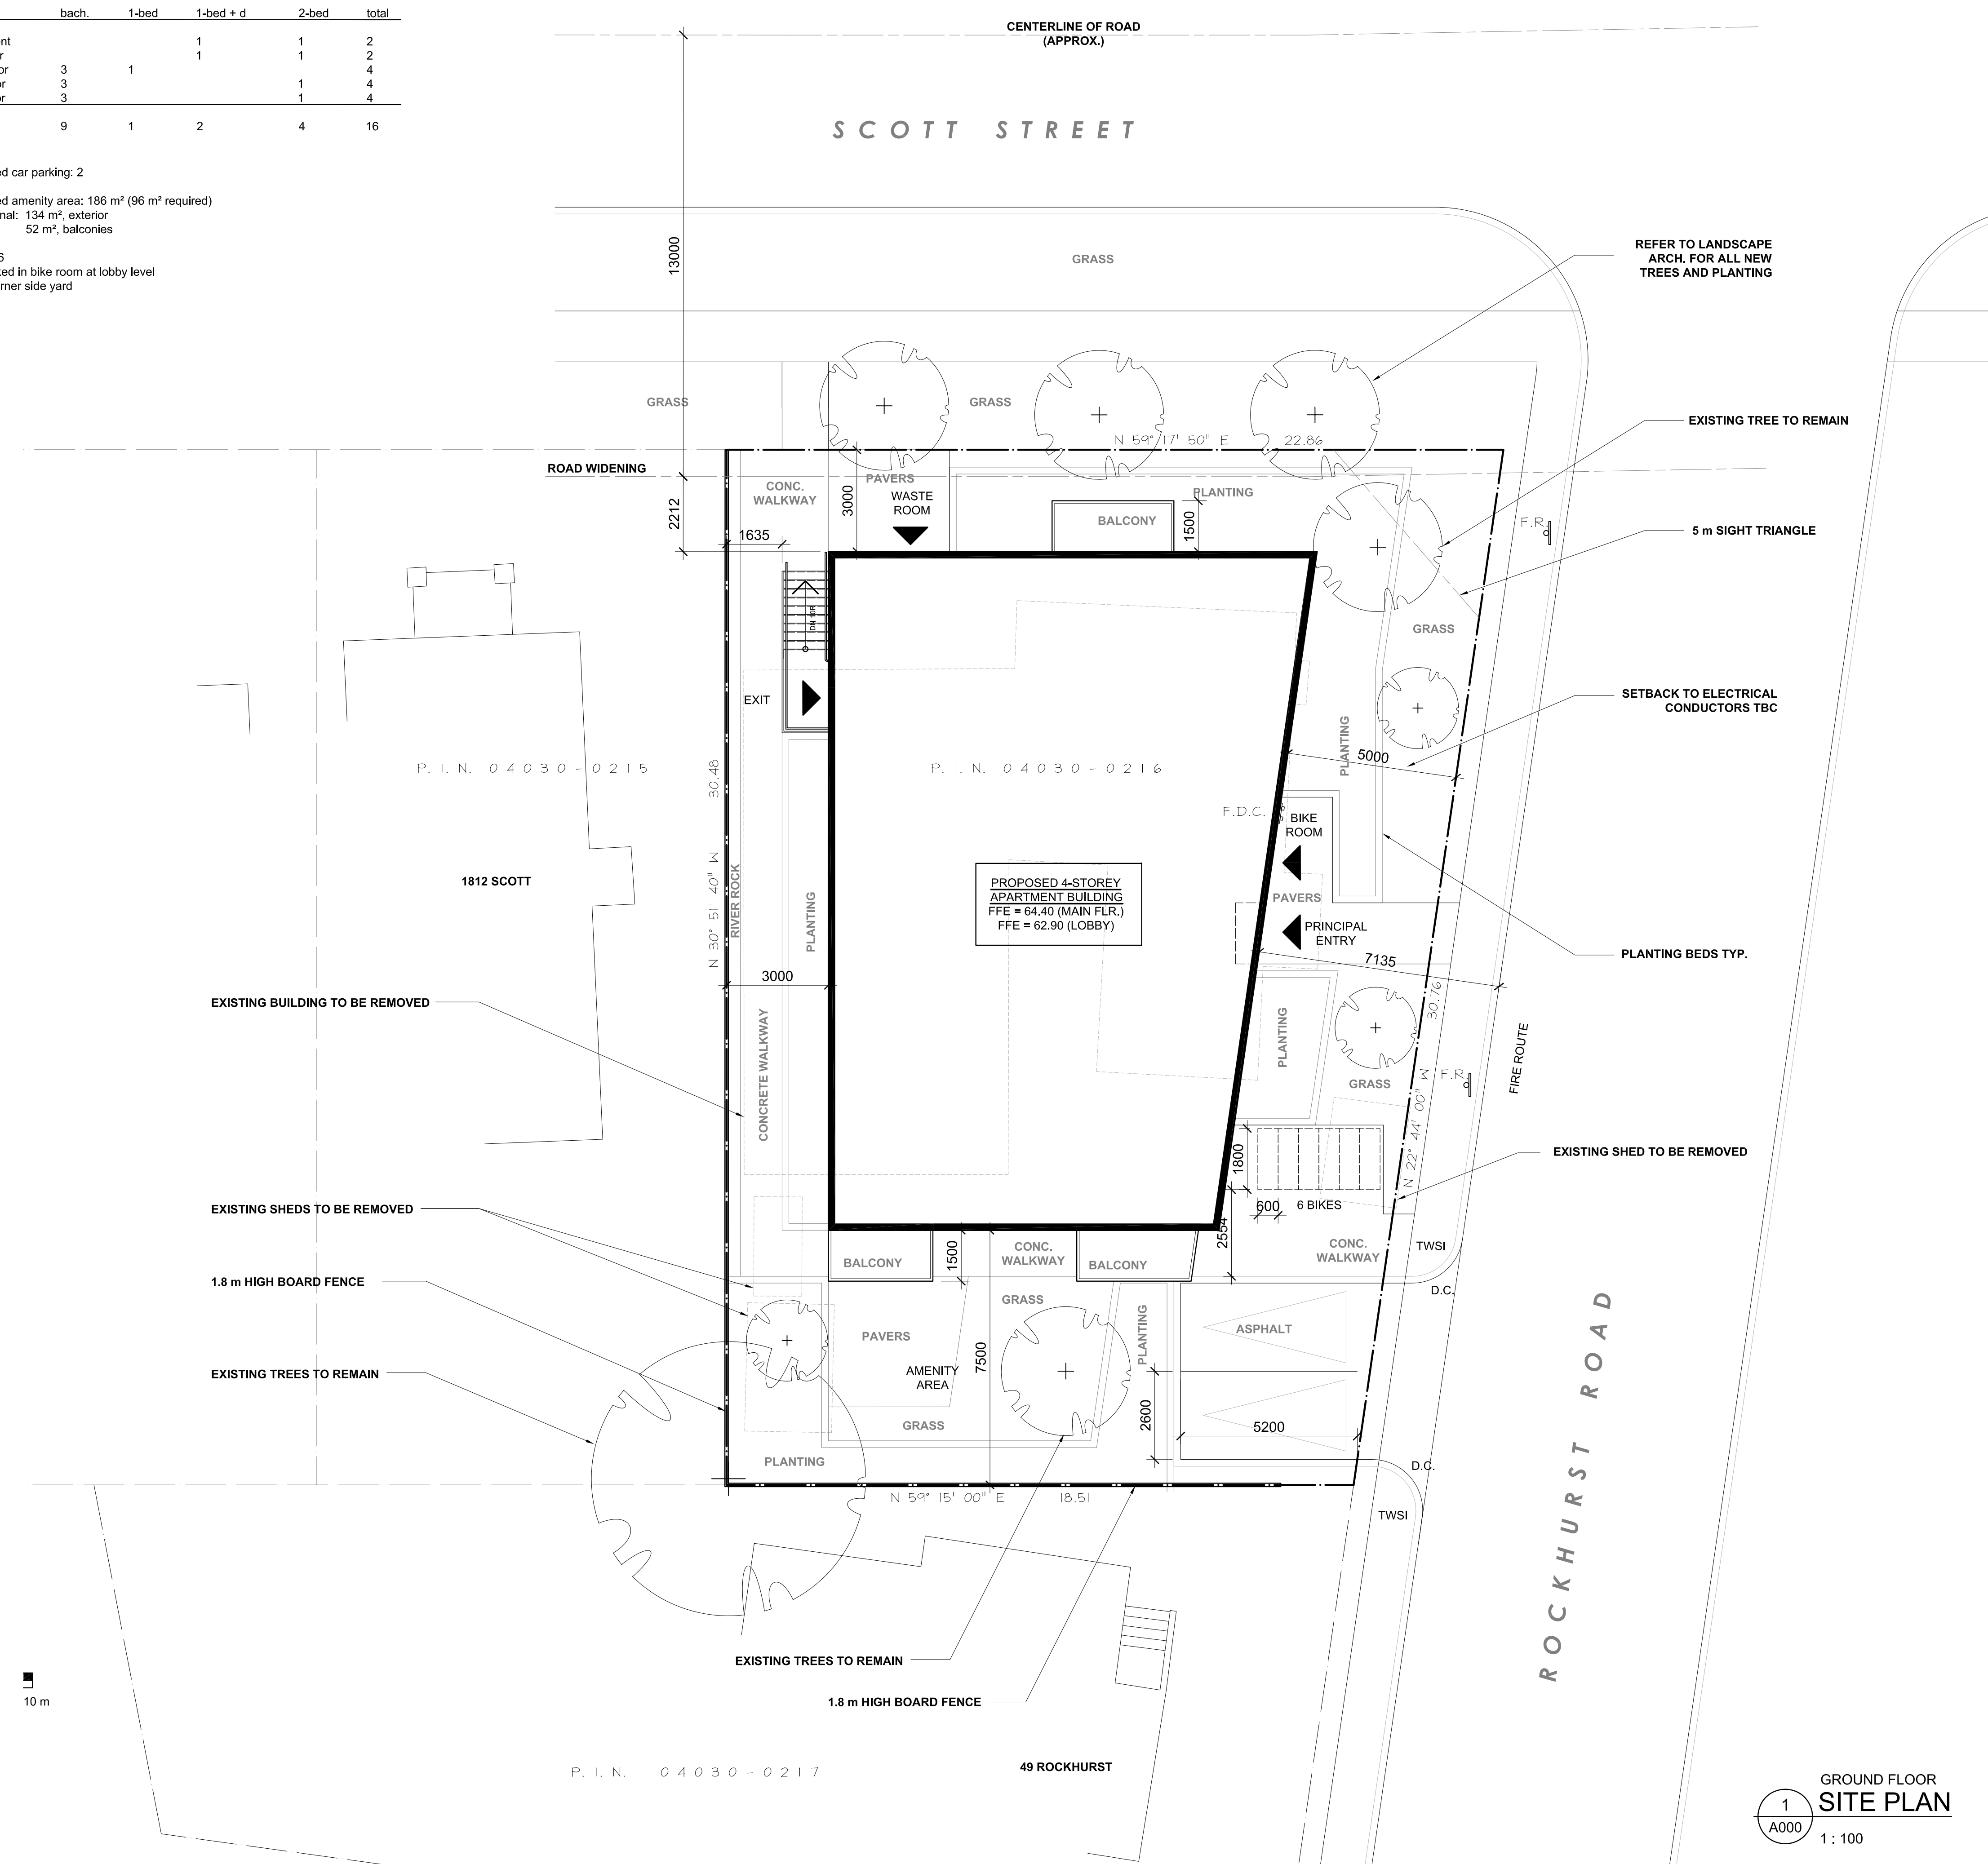 bach. 1-bed 1-bed + d 2-bed total
nt 1 1 2
r 1 1 2
or 3 1 4
or 3 1 4
or 3 1 4
9 1 2 4 16
ed car parking: 2
ed amenity area: 186 m² (96 m² required)
nal: 134 m², exterior
52 m², balconies
6
ked in bike room at lobby level
rner side yard
CENTERLINE OF ROAD
(APPROX.)
SCOTT STREET
13000
GRASS
REFER TO LANDSCAPE
ARCH. FOR ALL NEW
TREES AND PLANTING
GRASS
GRASS
EXISTING TREE TO REMAIN
N 59° 17' 50" E 22.86
ROAD WIDENING
CONC.
WALKWAY
PAVERS
WASTE
ROOM
PLANTING
BALCONY
2212
3000
1500
1635
F.R.
5 m SIGHT TRIANGLE
DN 10R
GRASS
EXIT
SETBACK TO ELECTRICAL
CONDUCTORS TBC
PLANTING
5000
P.I.N. 04030-0215
30.48
P.I.N. 04030-0216
F.D.C.
BIKE
ROOM
1812 SCOTT
N 30° 51' 40" W
RIVER ROCK
PLANTING
PROPOSED 4-STOREY
APARTMENT BUILDING
FFE = 64.40 (MAIN FLR.)
FFE = 62.90 (LOBBY)
PAVERS
PRINCIPAL
ENTRY
PLANTING BEDS TYP.
7135
3000
30.76
EXISTING BUILDING TO BE REMOVED
CONCRETE WALKWAY
PLANTING
FIRE ROUTE
GRASS
F.R.
N 22° 44' 00" W
EXISTING SHED TO BE REMOVED
1800
600
6 BIKES
EXISTING SHEDS TO BE REMOVED
2554
CONC.
WALKWAY
CONC.
WALKWAY
TWSI
BALCONY
1500
BALCONY
1.8 m HIGH BOARD FENCE
D.C.
GRASS
PAVERS
PLANTING
ASPHALT
7500
AMENITY
AREA
EXISTING TREES TO REMAIN
2600
5200
GRASS
PLANTING
D.C.
N 59° 15' 00" E 18.51
TWSI
ROCKHURST ROAD
EXISTING TREES TO REMAIN
10 m
1.8 m HIGH BOARD FENCE
P.I.N. 04030-0217
49 ROCKHURST
GROUND FLOOR
1 SITE PLAN
A000
1 : 100